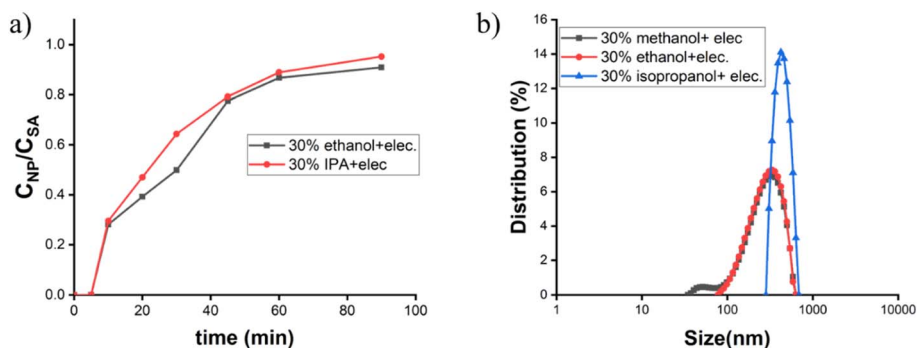 a)
C_NP/C_SA
1.0
0.8
0.6
0.4
0.2
0.0
30% ethanol+elec.
30% IPA+elec
0 20 40 60 80 100
time (min)
b)
Distribution (%)
16
14
12
10
8
6
4
2
0
30% methanol+ elec
30% ethanol+elec.
30% isopropanol+ elec.
1 10 100 1000 10000
Size(nm)